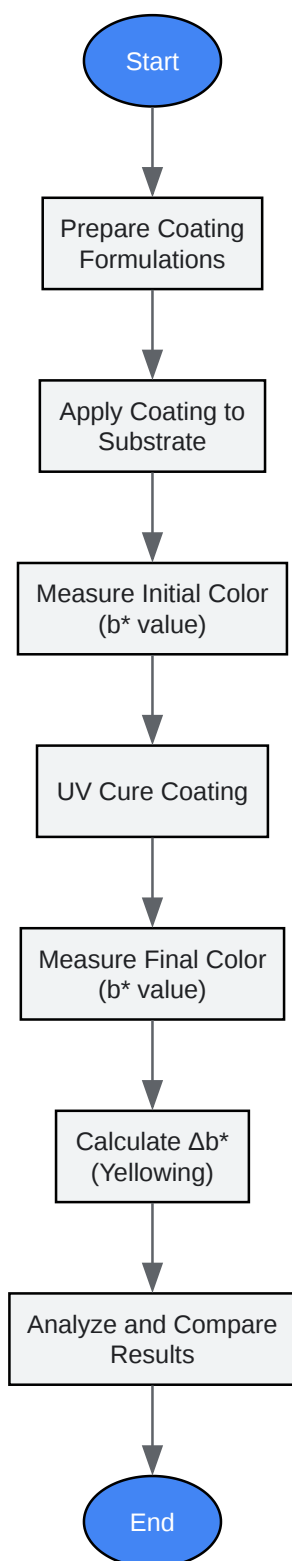 Start
Prepare Coating
Formulations
Apply Coating to
Substrate
Measure Initial Color
(b* value)
UV Cure Coating
Measure Final Color
(b* value)
Calculate Δb*
(Yellowing)
Analyze and Compare
Results
End